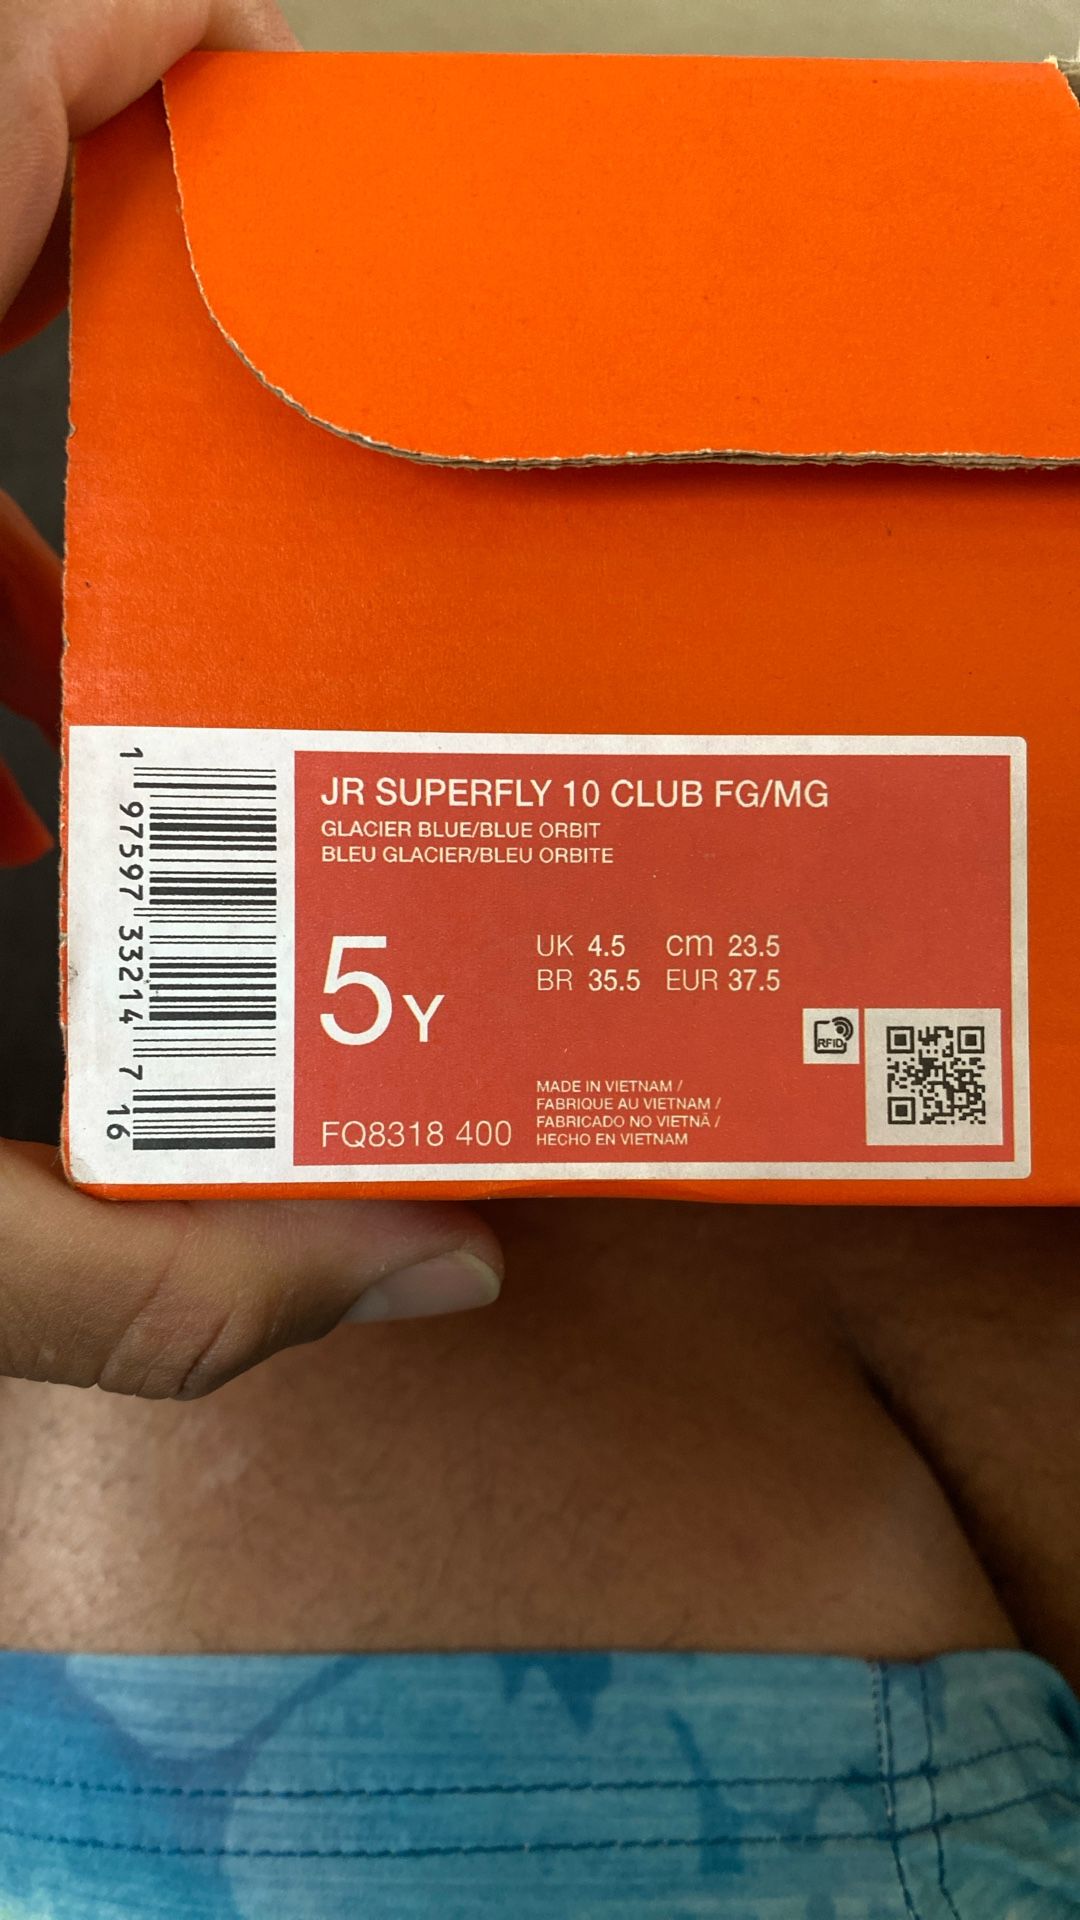 JR SUPERFLY 10 CLUB FG/MG
GLACIER BLUE/BLUE ORBIT
BLEU GLACIER/BLEU ORBITE
5Y
UK 4.5 cm 23.5
BR 35.5 EUR 37.5
RFID
MADE IN VIETNAM /
FABRIQUE AU VIETNAM /
FABRICADO NO VIETNÃ /
HECHO EN VIETNAM
FQ8318 400
1 97597 33214 7 16